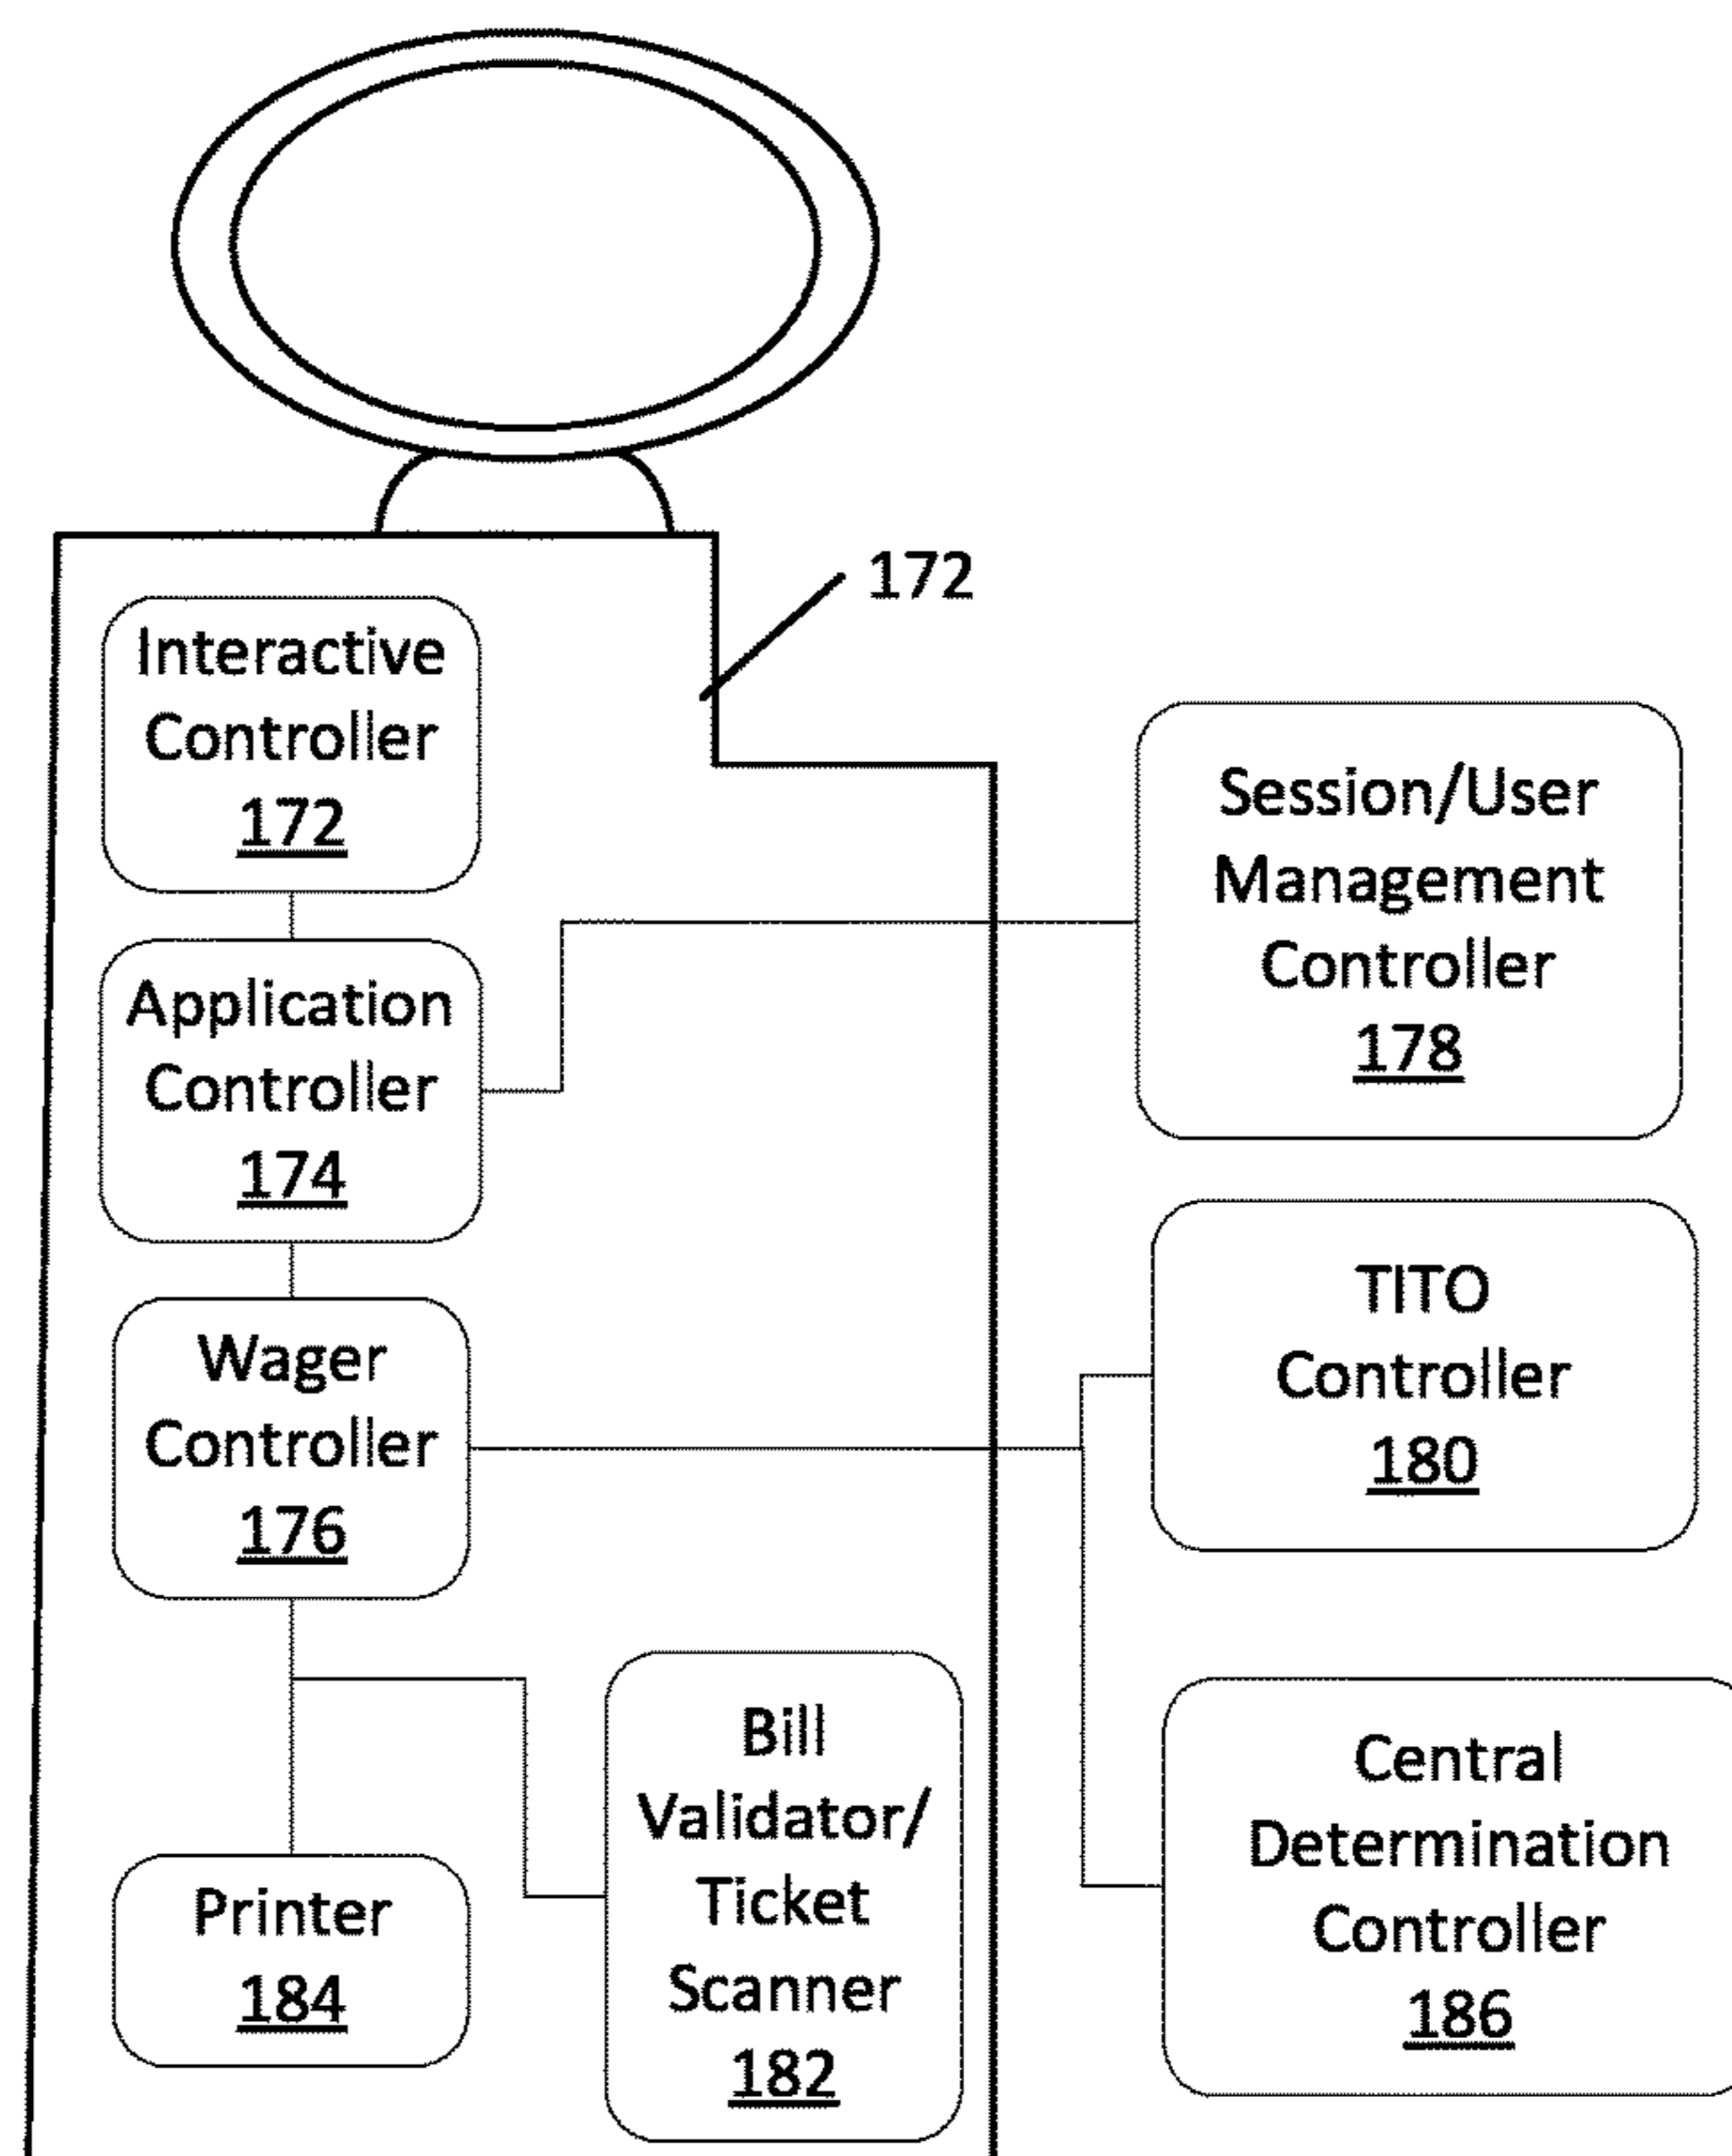 172
Interactive
Controller
172
Application
Controller
174
Wager
Controller
176
Printer
184
Bill
Validator/
Ticket
Scanner
182
Session/User
Management
Controller
178
TITO
Controller
180
Central
Determination
Controller
186